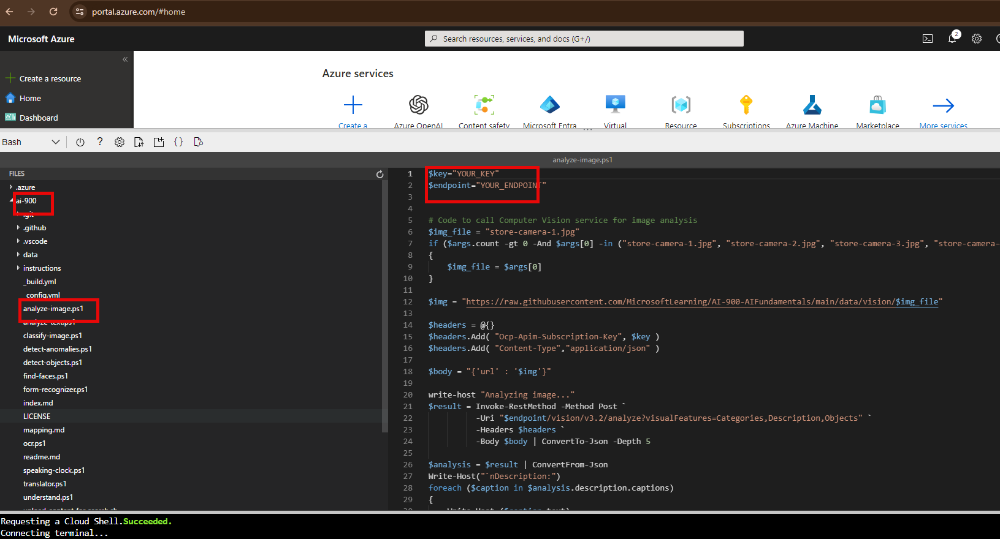 portal.azure.com/#home
Microsoft Azure
Search resources, services, and docs (G+/)
2
Create a resource
Home
Dashboard
Azure services
Create a
Azure OpenAI
Content safety
Microsoft Entra
Virtual
Resource
Subscriptions
Azure Machine
Marketplace
More services
Bash
analyze-image.ps1
FILES
.azure
ai-900
.git
.github
.vscode
data
instructions
_build.yml
_config.yml
analyze-image.ps1
analyze-text.ps1
classify-image.ps1
detect-anomalies.ps1
detect-objects.ps1
find-faces.ps1
form-recognizer.ps1
index.md
LICENSE
mapping.md
ocr.ps1
readme.md
speaking-clock.ps1
translator.ps1
understand.ps1
upload-content-for-search.sh
1 $key="YOUR_KEY"
2 $endpoint="YOUR_ENDPOINT"
3
4
5 # Code to call Computer Vision service for image analysis
6 $img_file = "store-camera-1.jpg"
7 if ($args.count -gt 0 -And $args[0] -in ("store-camera-1.jpg", "store-camera-2.jpg", "store-camera-3.jpg", "store-camera-
8 {
9 $img_file = $args[0]
10 }
11
12 $img = "https://raw.githubusercontent.com/MicrosoftLearning/AI-900-AIFundamentals/main/data/vision/$img_file"
13
14 $headers = @{}
15 $headers.Add( "Ocp-Apim-Subscription-Key", $key )
16 $headers.Add( "Content-Type","application/json" )
17
18 $body = "{'url' : '$img'}"
19
20 write-host "Analyzing image..."
21 $result = Invoke-RestMethod -Method Post `
22 -Uri "$endpoint/vision/v3.2/analyze?visualFeatures=Categories,Description,Objects" `
23 -Headers $headers `
24 -Body $body | ConvertTo-Json -Depth 5
25
26 $analysis = $result | ConvertFrom-Json
27 Write-Host("`nDescription:")
28 foreach ($caption in $analysis.description.captions)
29 {
30 Write-Host ($caption.text)
Requesting a Cloud Shell.Succeeded.
Connecting terminal...